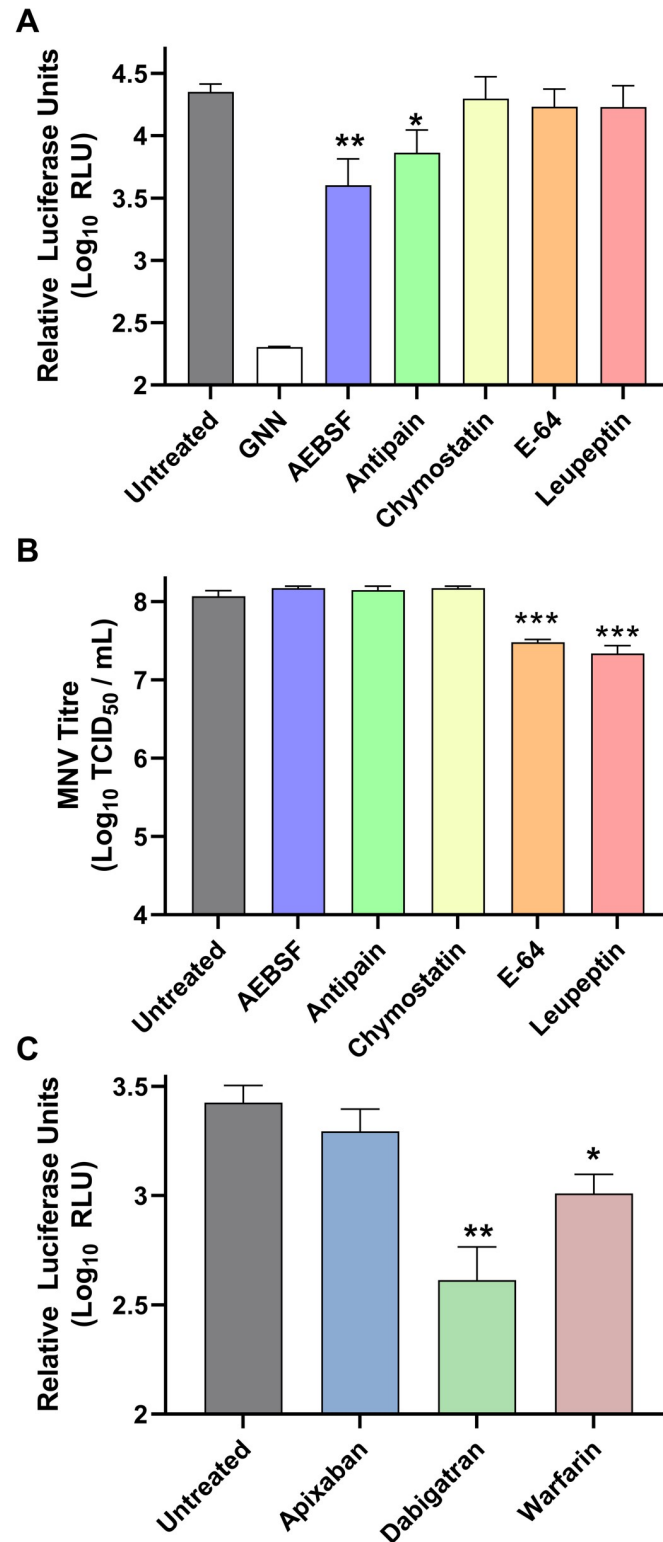 A
Relative Luciferase Units
(Log₁₀ RLU)
4.5
4
3.5
3
2.5
2
**
*
Untreated
GNN
AEBSF
Antipain
Chymostatin
E-64
Leupeptin
B
MNV Titre
(Log₁₀ TCID₅₀ / mL)
8
7
6
5
4
***
***
Untreated
AEBSF
Antipain
Chymostatin
E-64
Leupeptin
C
Relative Luciferase Units
(Log₁₀ RLU)
3.5
3
2.5
2
**
*
Untreated
Apixaban
Dabigatran
Warfarin